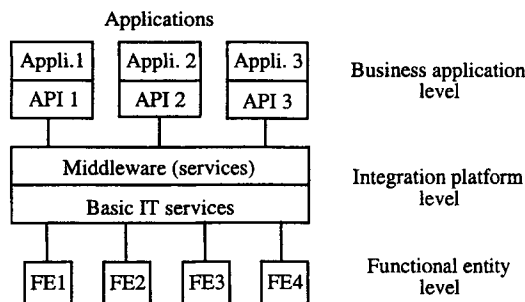 Applications
Appli.1 Appli. 2 Appli. 3
API 1 API 2 API 3
Business application
level
Middleware (services)
Basic IT services
Integration platform
level
FE1 FE2 FE3 FE4
Functional entity
level